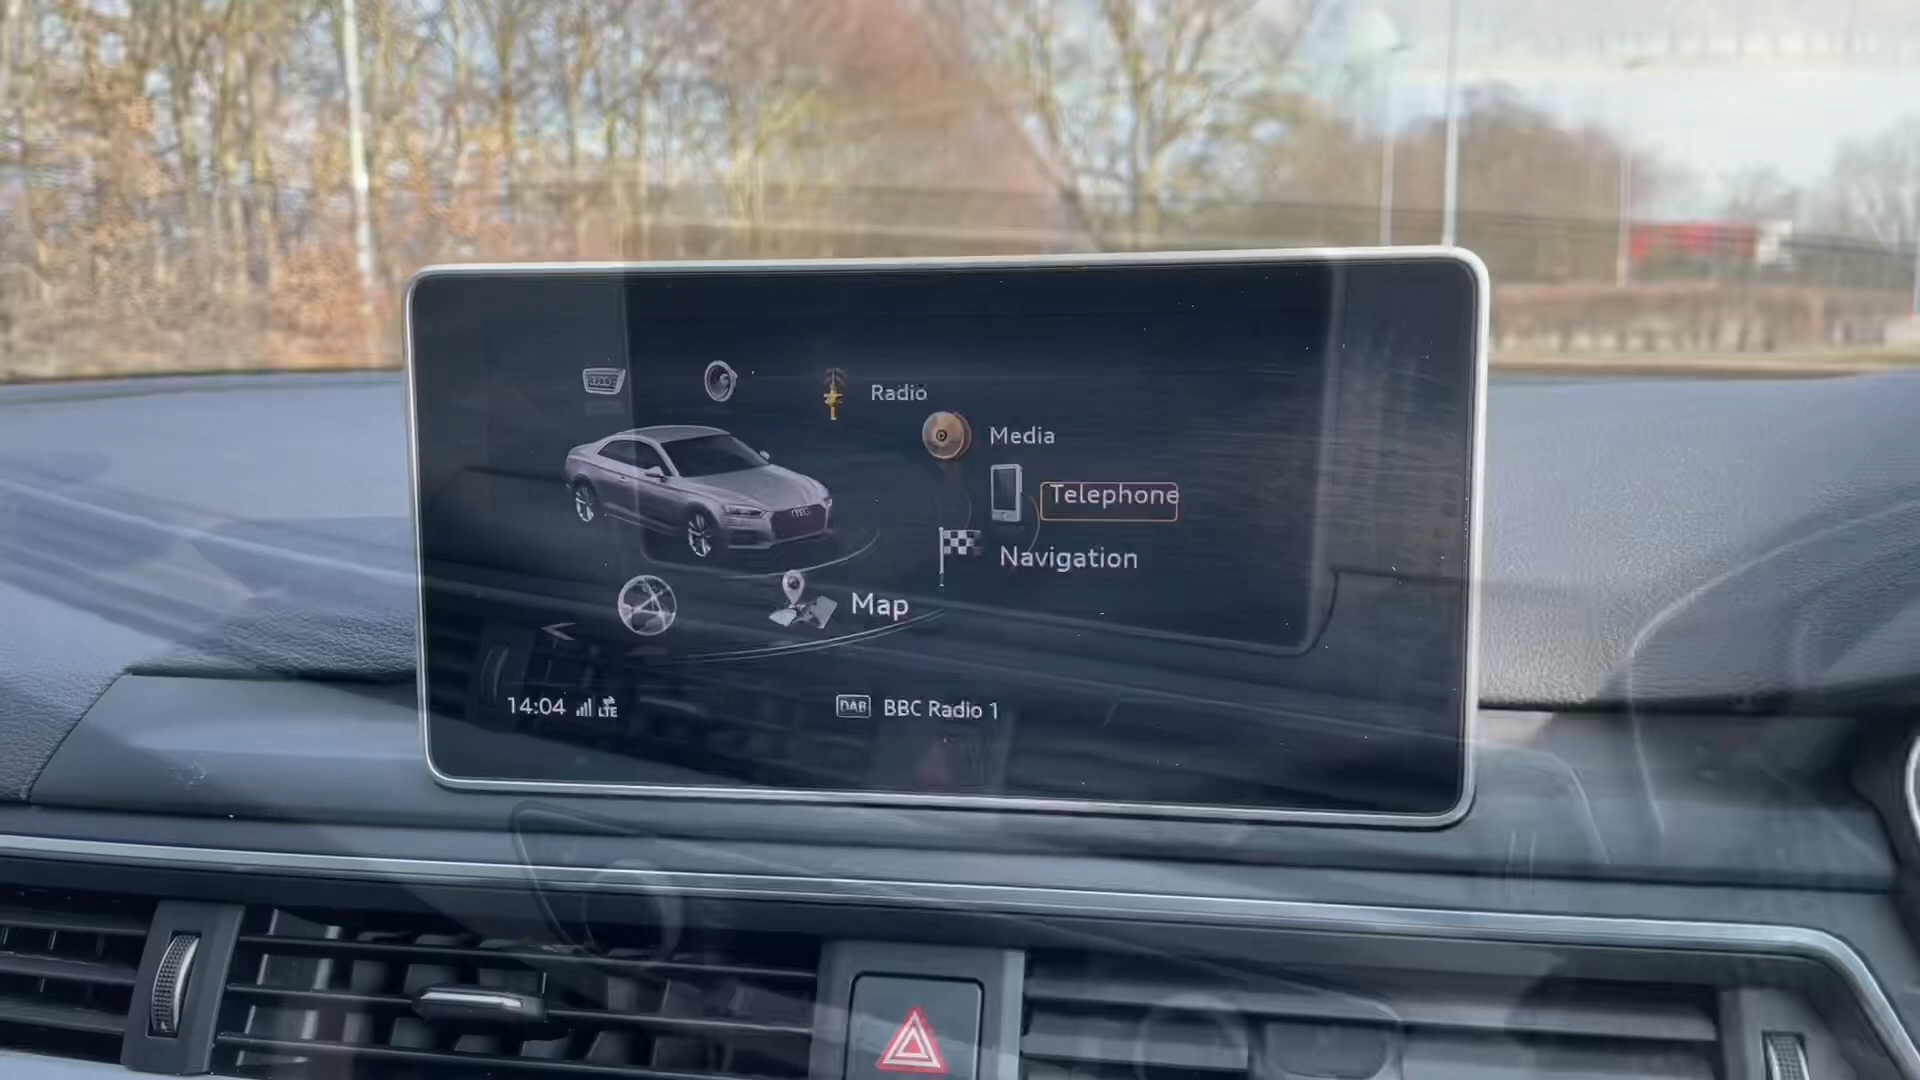 Radio
Media
Telephone
Navigation
Map
14:04 LTE
DAB BBC Radio 1